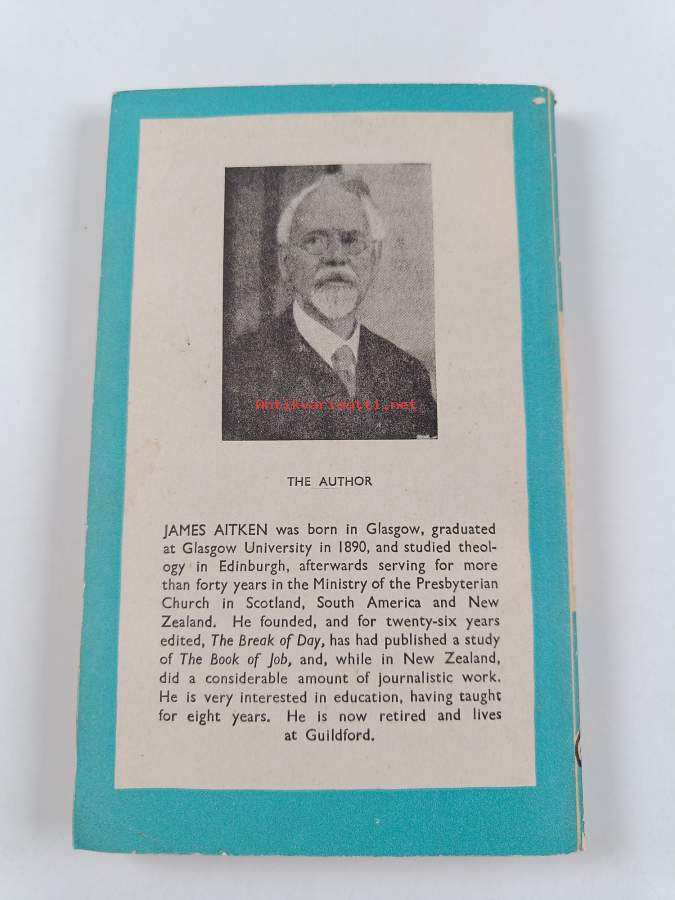 Antikvariaatti.net
THE AUTHOR
JAMES AITKEN was born in Glasgow, graduated
at Glasgow University in 1890, and studied theol-
ogy in Edinburgh, afterwards serving for more
than forty years in the Ministry of the Presbyterian
Church in Scotland, South America and New
Zealand. He founded, and for twenty-six years
edited, The Break of Day, has had published a study
of The Book of Job, and, while in New Zealand,
did a considerable amount of journalistic work.
He is very interested in education, having taught
for eight years. He is now retired and lives
at Guildford.